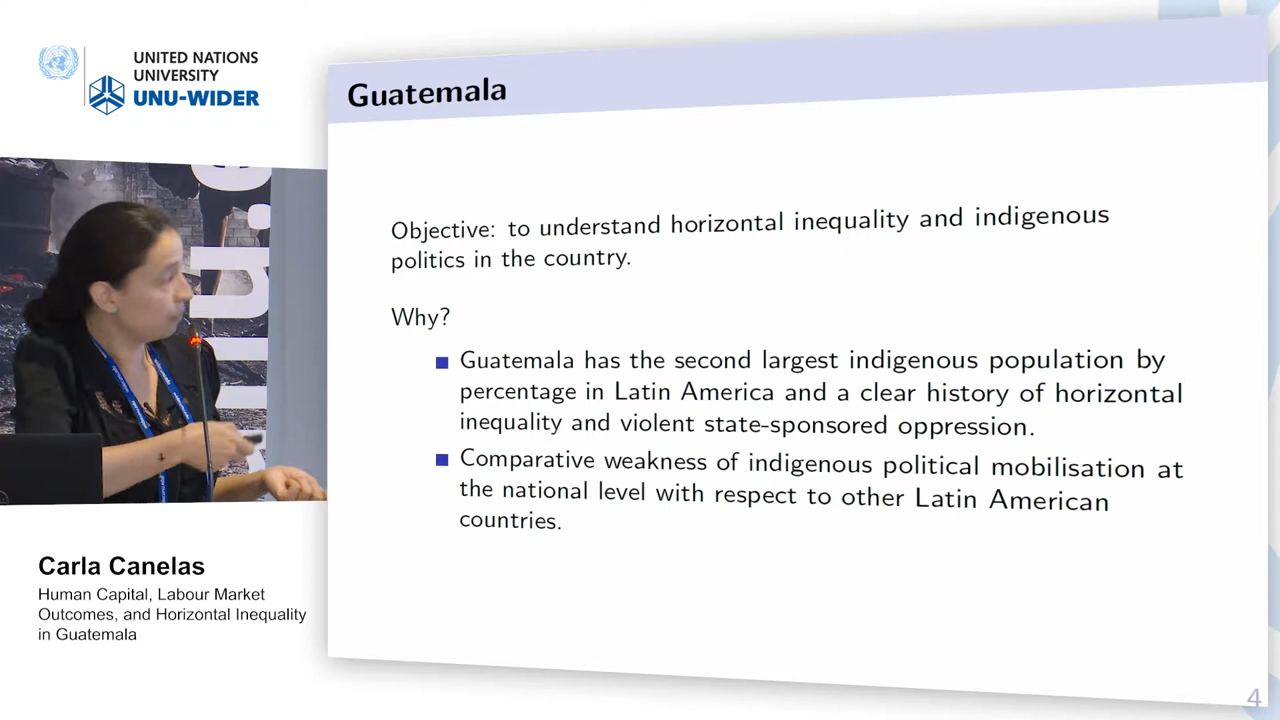 UNITED NATIONS
UNIVERSITY
UNU-WIDER
Carla Canelas
Human Capital, Labour Market
Outcomes, and Horizontal Inequality
in Guatemala
Guatemala
Objective: to understand horizontal inequality and indigenous
politics in the country.
Why?
Guatemala has the second largest indigenous population by
percentage in Latin America and a clear history of horizontal
inequality and violent state-sponsored oppression.
Comparative weakness of indigenous political mobilisation at
the national level with respect to other Latin American
countries.
4